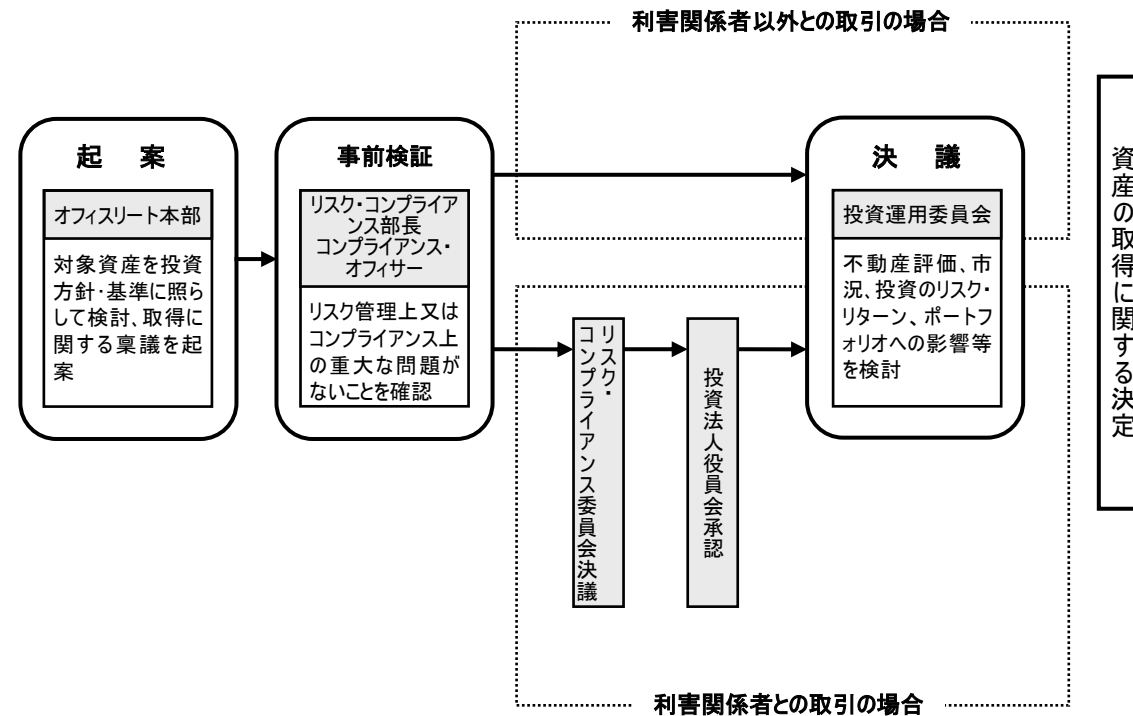 利害関係者以外との取引の場合
起　案
オフィスリート本部
対象資産を投資
方針・基準に照ら
して検討、取得に
関する稟議を起
案
事前検証
リスク・コンプライア
ンス部長
コンプライアンス・
オフィサー
リスク管理上又は
コンプライアンス上
の重大な問題が
ないことを確認
リスク・
コンプライアンス委員会決議
投資法人役員会承認
決　議
投資運用委員会
不動産評価、市
況、投資のリスク・
リターン、ポートフ
ォリオへの影響等
を検討
資産の取得に関する決定
利害関係者との取引の場合